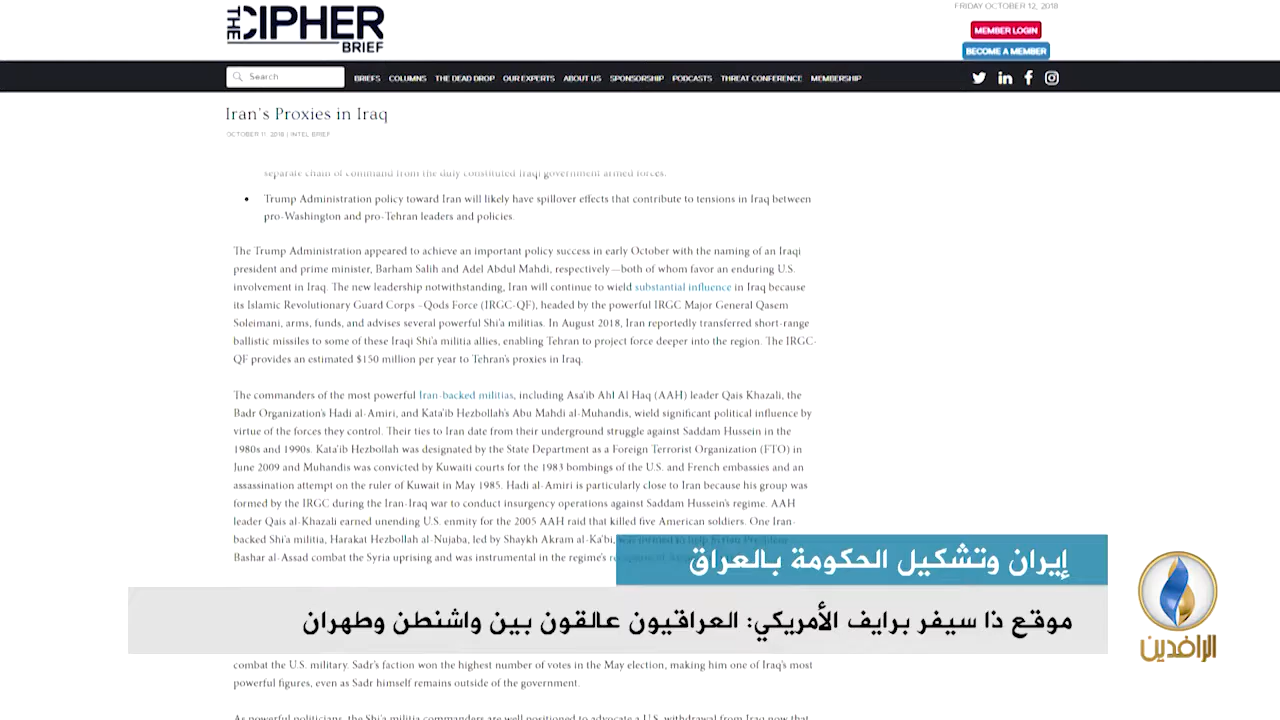 THE CIPHER BRIEF
FRIDAY OCTOBER 12, 2018
MEMBER LOGIN
BECOME A MEMBER
Search
BRIEFS COLUMNS THE DEAD DROP OUR EXPERTS ABOUT US SPONSORSHIP PODCASTS THREAT CONFERENCE MEMBERSHIP
Iran's Proxies in Iraq
OCTOBER 11, 2018 | INTEL BRIEF
separate chain of command from the duly constituted Iraqi government armed forces.
• Trump Administration policy toward Iran will likely have spillover effects that contribute to tensions in Iraq between
pro-Washington and pro-Tehran leaders and policies.
The Trump Administration appeared to achieve an important policy success in early October with the naming of an Iraqi
president and prime minister, Barham Salih and Adel Abdul Mahdi, respectively—both of whom favor an enduring U.S.
involvement in Iraq. The new leadership notwithstanding, Iran will continue to wield substantial influence in Iraq because
its Islamic Revolutionary Guard Corps –Qods Force (IRGC-QF), headed by the powerful IRGC Major General Qasem
Soleimani, arms, funds, and advises several powerful Shi'a militias. In August 2018, Iran reportedly transferred short-range
ballistic missiles to some of these Iraqi Shi'a militia allies, enabling Tehran to project force deeper into the region. The IRGC-
QF provides an estimated $150 million per year to Tehran's proxies in Iraq.
The commanders of the most powerful Iran-backed militias, including Asa'ib Ahl Al Haq (AAH) leader Qais Khazali, the
Badr Organization's Hadi al-Amiri, and Kata'ib Hezbollah's Abu Mahdi al-Muhandis, wield significant political influence by
virtue of the forces they control. Their ties to Iran date from their underground struggle against Saddam Hussein in the
1980s and 1990s. Kata'ib Hezbollah was designated by the State Department as a Foreign Terrorist Organization (FTO) in
June 2009 and Muhandis was convicted by Kuwaiti courts for the 1983 bombings of the U.S. and French embassies and an
assassination attempt on the ruler of Kuwait in May 1985. Hadi al-Amiri is particularly close to Iran because his group was
formed by the IRGC during the Iran-Iraq war to conduct insurgency operations against Saddam Hussein's regime. AAH
leader Qais al-Khazali earned unending U.S. enmity for the 2005 AAH raid that killed five American soldiers. One Iran-
backed Shi'a militia, Harakat Hezbollah al-Nujaba, led by Shaykh Akram al-Ka'bi,
Bashar al-Assad combat the Syria uprising and was instrumental in the regime's
إيران وتشكيل الحكومة بالعراق
موقع ذا سيفر برايف الأمريكي: العراقيون عالقون بين واشنطن وطهران
الرافدين
combat the U.S. military. Sadr's faction won the highest number of votes in the May election, making him one of Iraq's most
powerful figures, even as Sadr himself remains outside of the government.
As powerful politicians, the Shi'a militia commanders are well positioned to advocate a U.S. withdrawal from Iraq now that